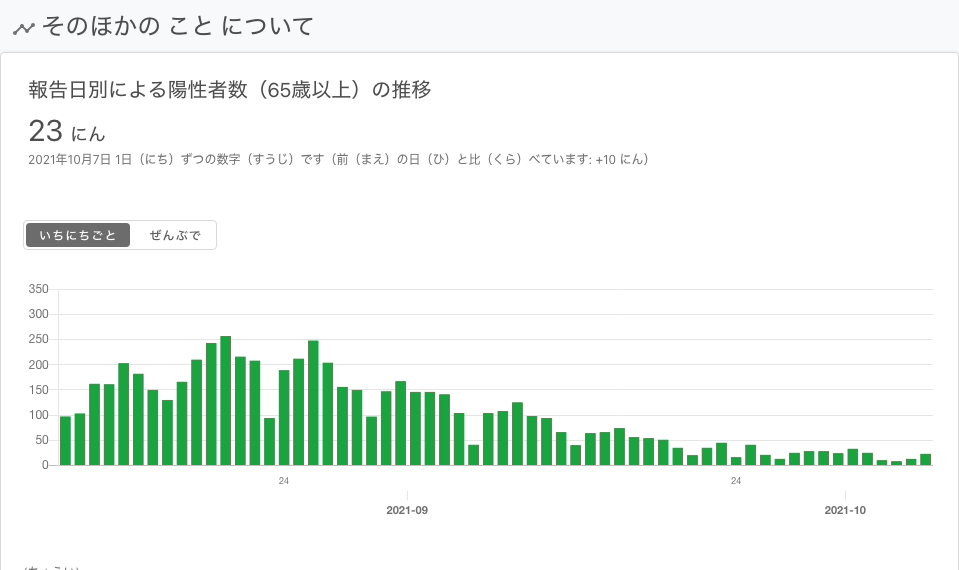 そのほかの こと について
報告日別による陽性者数（65歳以上）の推移
23 にん
2021年10月7日 1日（にち）ずつの数字（すうじ）です（前（まえ）の日（ひ）と比（くら）べています: +10 にん）
いちにちごと ぜんぶで
350
300
250
200
150
100
50
0
24 24
2021-09 2021-10